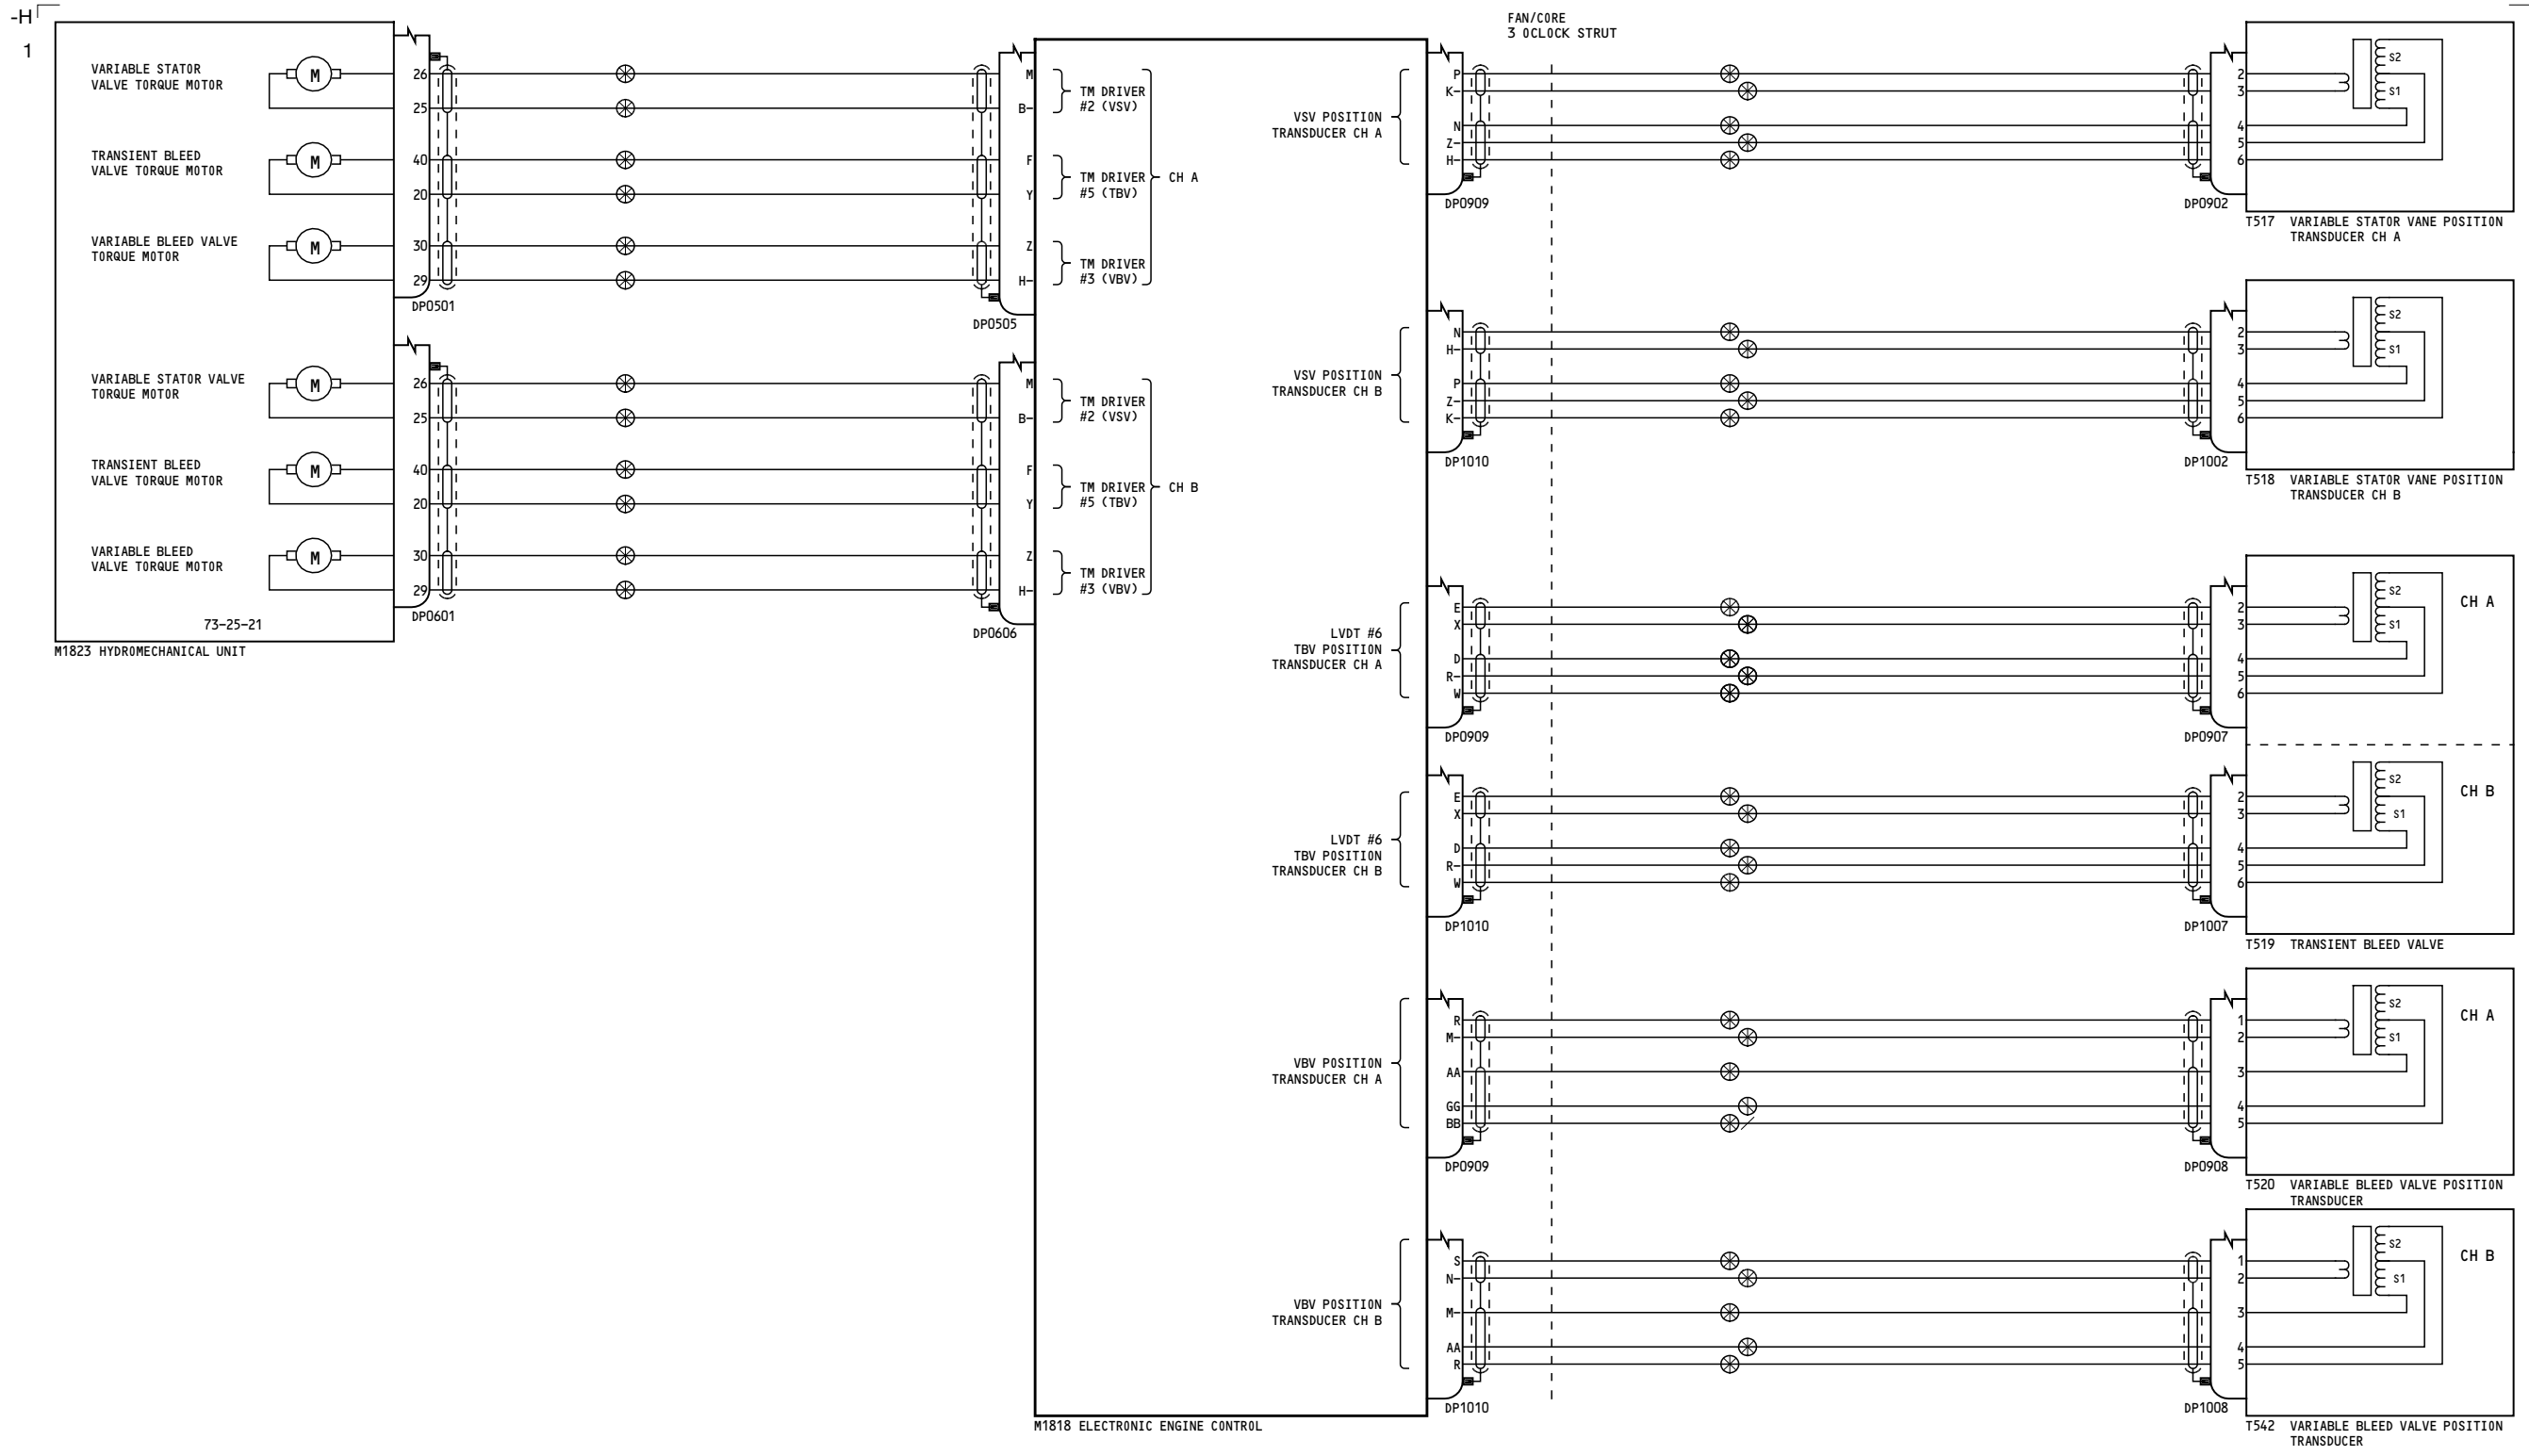 -H
1
VARIABLE STATOR
VALVE TORQUE MOTOR
M
26
25
TRANSIENT BLEED
VALVE TORQUE MOTOR
M
40
20
VARIABLE BLEED VALVE
TORQUE MOTOR
M
30
29
DP0501
VARIABLE STATOR VALVE
TORQUE MOTOR
M
26
25
TRANSIENT BLEED
VALVE TORQUE MOTOR
M
40
20
VARIABLE BLEED
VALVE TORQUE MOTOR
M
30
29
DP0601
73-25-21
M1823 HYDROMECHANICAL UNIT
M
B-
TM DRIVER
#2 (VSV)
F
Y
TM DRIVER
#5 (TBV)
CH A
Z
H-
TM DRIVER
#3 (VBV)
DP0505
M
B-
TM DRIVER
#2 (VSV)
F
Y
TM DRIVER
#5 (TBV)
CH B
Z
H-
TM DRIVER
#3 (VBV)
DP0606
M1818 ELECTRONIC ENGINE CONTROL
FAN/CORE
3 OCLOCK STRUT
VSV POSITION
TRANSDUCER CH A
P
K-
N
Z-
H-
DP0909
2
3
4
5
6
DP0902
S2
S1
T517 VARIABLE STATOR VANE POSITION
TRANSDUCER CH A
VSV POSITION
TRANSDUCER CH B
N
H-
P
Z-
K-
DP1010
2
3
4
5
6
DP1002
S2
S1
T518 VARIABLE STATOR VANE POSITION
TRANSDUCER CH B
LVDT #6
TBV POSITION
TRANSDUCER CH A
E
X
D
R-
W
DP0909
2
3
4
5
6
DP0907
S2
S1
CH A
LVDT #6
TBV POSITION
TRANSDUCER CH B
E
X
D
R-
W
DP1010
2
3
4
5
6
DP1007
S2
S1
CH B
T519 TRANSIENT BLEED VALVE
VBV POSITION
TRANSDUCER CH A
R
M-
AA
GG
BB
DP0909
1
2
3
4
5
DP0908
S2
S1
CH A
T520 VARIABLE BLEED VALVE POSITION
TRANSDUCER
VBV POSITION
TRANSDUCER CH B
S
N-
M-
AA
R
DP1010
1
2
3
4
5
DP1008
S2
S1
CH B
T542 VARIABLE BLEED VALVE POSITION
TRANSDUCER